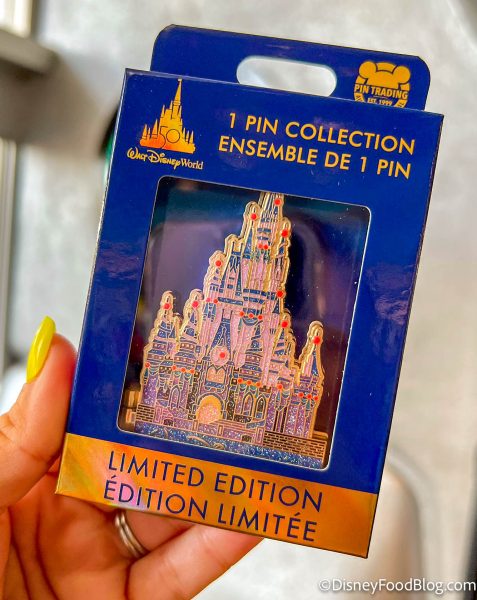 PIN TRADING
EST. 1999
1 PIN COLLECTION
ENSEMBLE DE 1 PIN
50
WALT DISNEY World
LIMITED EDITION
ÉDITION LIMITÉE
©DisneyFoodBlog.com